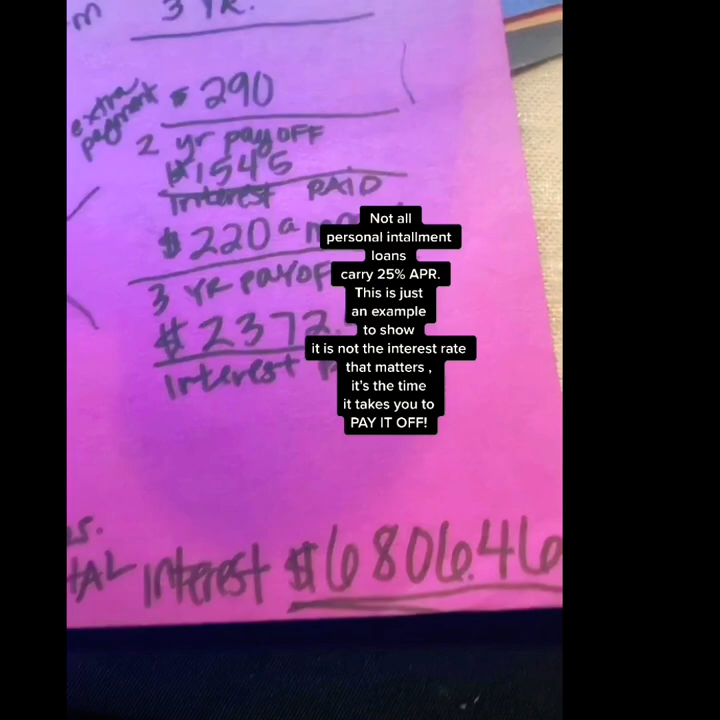 m
3 YR.
extra
payment
$290
2 yr payOFF
$1545
Interest PAID
$220 a
3 YR PAYOF
$2372.
Interest
Not all
personal intallment
loans
carry 25% APR.
This is just
an example
to show
it is not the interest rate
that matters ,
it's the time
it takes you to
PAY IT OFF!
rs.
TAL Interest $6806.46